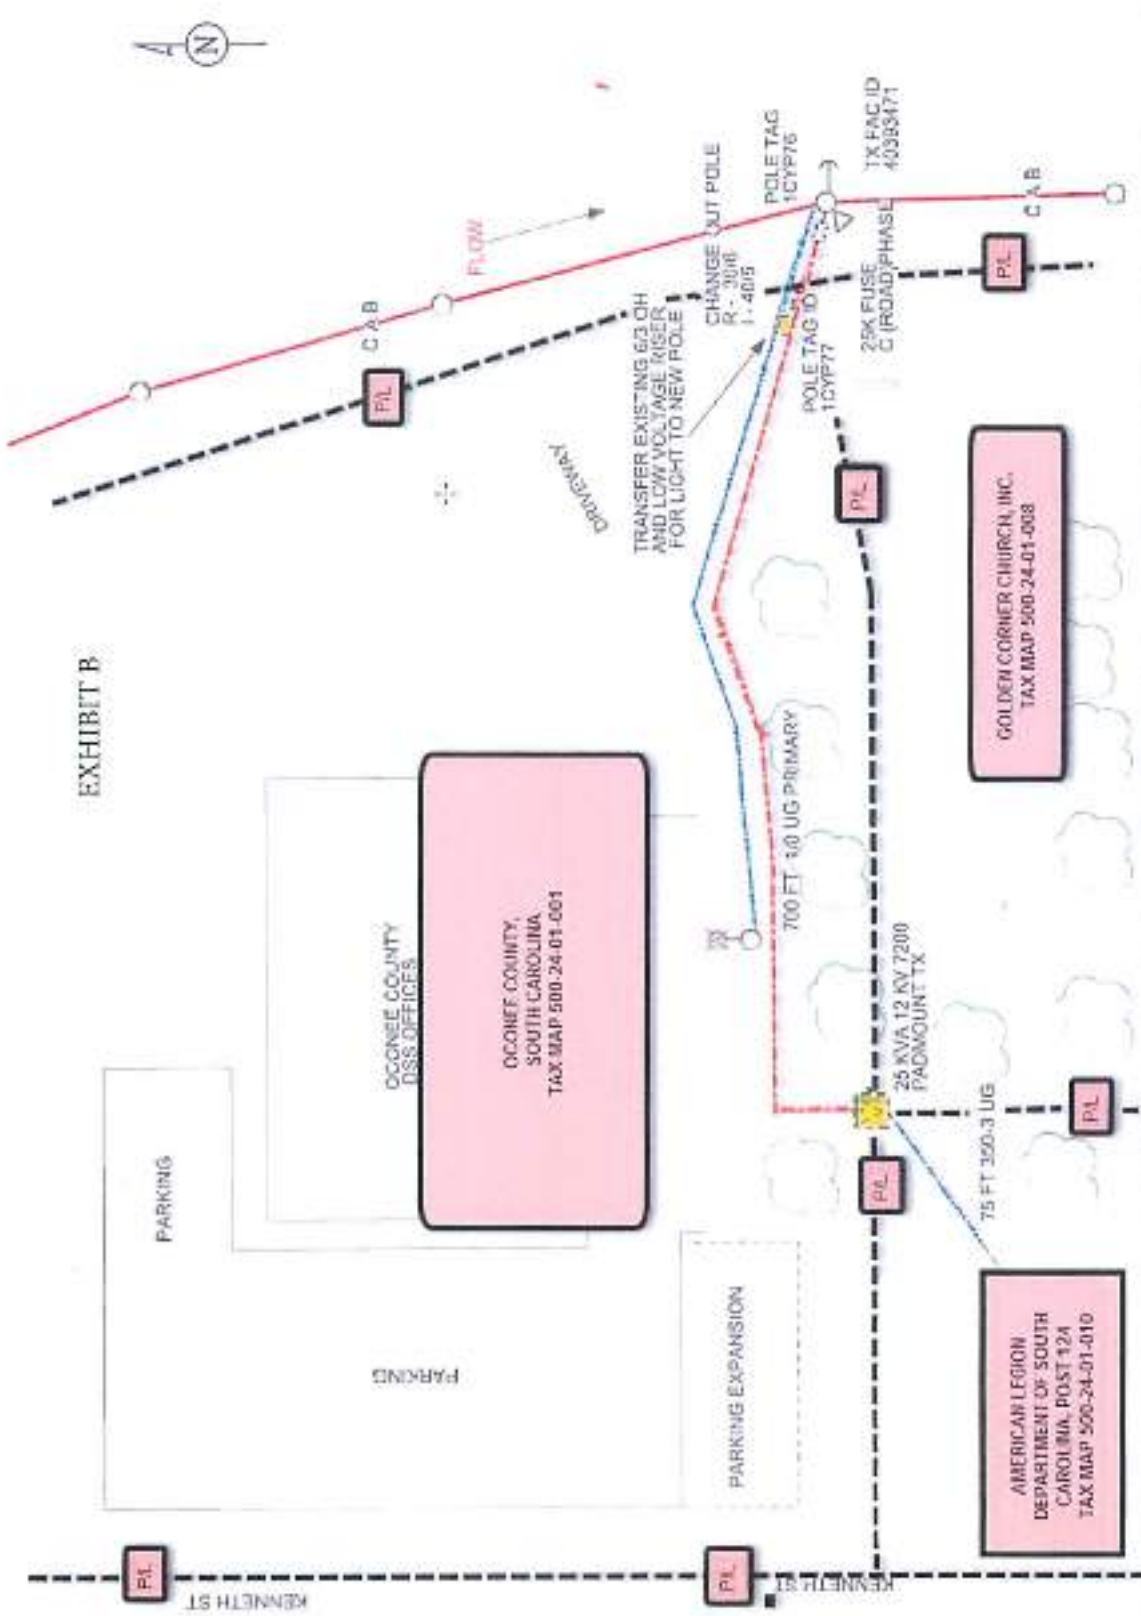 EXHIBIT B
N
FLOW
C A B
P/L
DRIVEWAY
TRANSFER EXISTING 6/3 OH
AND LOW VOLTAGE RISER
FOR LIGHT TO NEW POLE
CHANGE OUT POLE
R - 30/6
I - 40/5
POLE TAG
1CYP76
TX FAC ID
40393471
POLE TAG ID
1CYP77
25K FUSE
C (ROAD) PHASE
C A B
P/L
P/L
GOLDEN CORNER CHURCH, INC.
TAX MAP 500-24-01-008
OCONEE COUNTY
DSS OFFICES
OCONEE COUNTY,
SOUTH CAROLINA
TAX MAP 500-24-01-001
700 FT 1/0 UG PRIMARY
25 KVA 12 KV 7200
PADMOUNT TX
75 FT 350-3 UG
P/L
P/L
PARKING
PARKING
PARKING EXPANSION
AMERICAN LEGION
DEPARTMENT OF SOUTH
CAROLINA, POST 124
TAX MAP 500-24-01-010
P/L
KENNETH ST
P/L
KENNETH ST